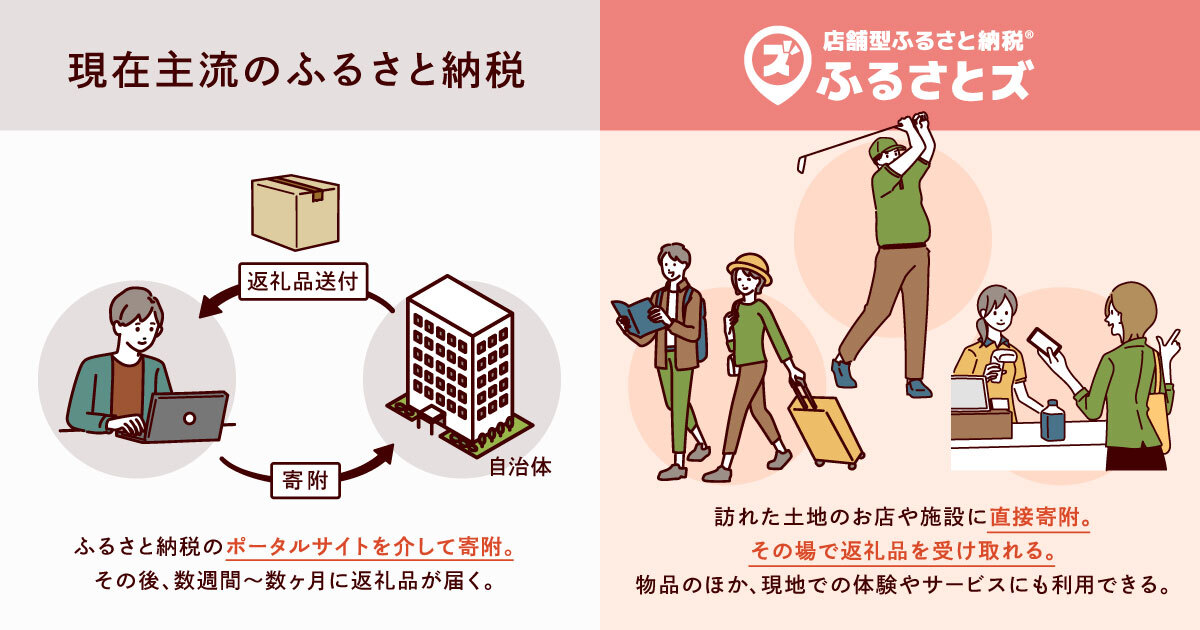 現在主流のふるさと納税
返礼品送付
寄附
自治体
ふるさと納税のポータルサイトを介して寄附。
その後、数週間〜数ヶ月に返礼品が届く。
ズ
店舗型ふるさと納税®
ふるさとズ
訪れた土地のお店や施設に直接寄附。
その場で返礼品を受け取れる。
物品のほか、現地での体験やサービスにも利用できる。